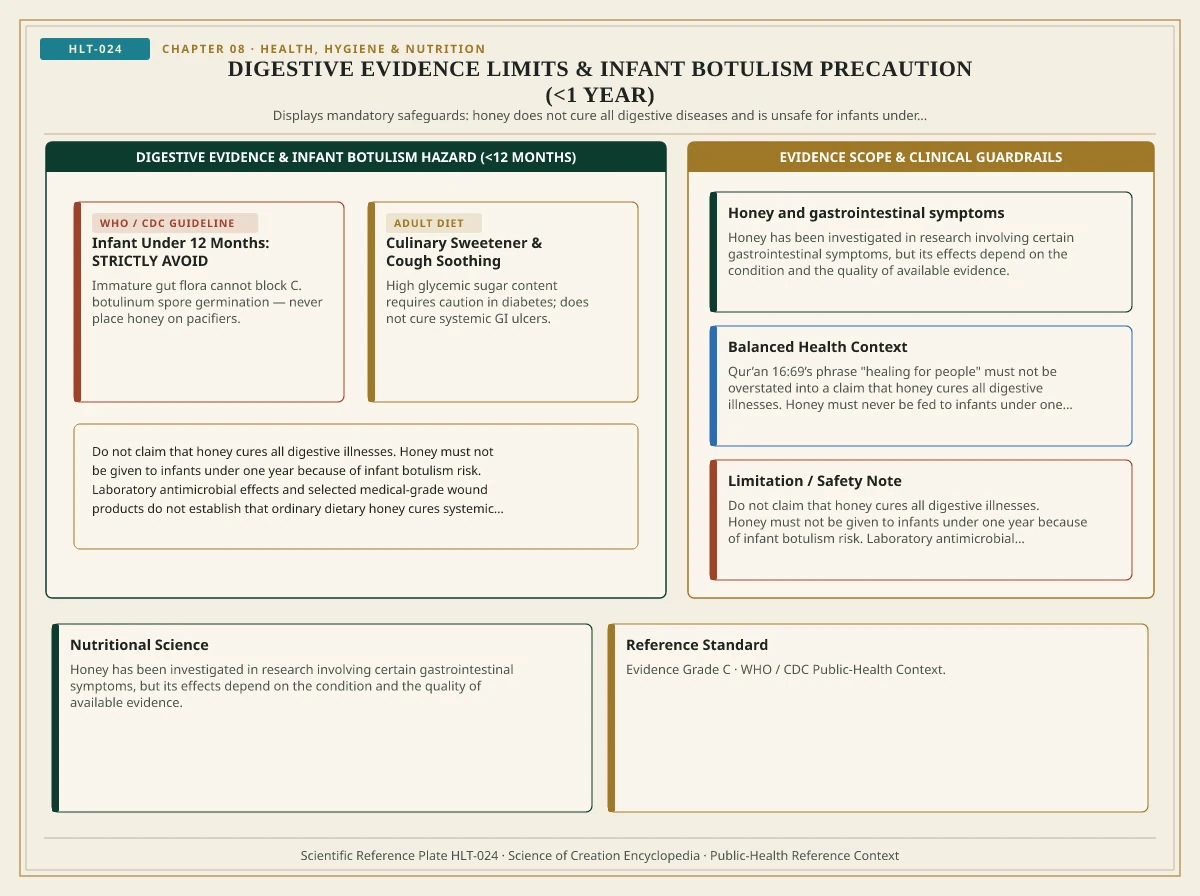 HLT-024
CHAPTER 08 · HEALTH, HYGIENE & NUTRITION
DIGESTIVE EVIDENCE LIMITS & INFANT BOTULISM PRECAUTION
(<1 YEAR)
Displays mandatory safeguards: honey does not cure all digestive diseases and is unsafe for infants under…
DIGESTIVE EVIDENCE & INFANT BOTULISM HAZARD (<12 MONTHS)
WHO / CDC GUIDELINE
Infant Under 12 Months:
STRICTLY AVOID
Immature gut flora cannot block C.
botulinum spore germination — never
place honey on pacifiers.
ADULT DIET
Culinary Sweetener &
Cough Soothing
High glycemic sugar content
requires caution in diabetes; does
not cure systemic GI ulcers.
Do not claim that honey cures all digestive illnesses. Honey must not
be given to infants under one year because of infant botulism risk.
Laboratory antimicrobial effects and selected medical-grade wound
products do not establish that ordinary dietary honey cures systemic…
EVIDENCE SCOPE & CLINICAL GUARDRAILS
Honey and gastrointestinal symptoms
Honey has been investigated in research involving certain
gastrointestinal symptoms, but its effects depend on the
condition and the quality of available evidence.
Balanced Health Context
Qur'an 16:69's phrase "healing for people" must not be
overstated into a claim that honey cures all digestive
illnesses. Honey must never be fed to infants under one…
Limitation / Safety Note
Do not claim that honey cures all digestive illnesses.
Honey must not be given to infants under one year because
of infant botulism risk. Laboratory antimicrobial…
Nutritional Science
Honey has been investigated in research involving certain gastrointestinal
symptoms, but its effects depend on the condition and the quality of
available evidence.
Reference Standard
Evidence Grade C · WHO / CDC Public-Health Context.
Scientific Reference Plate HLT-024 · Science of Creation Encyclopedia · Public-Health Reference Context